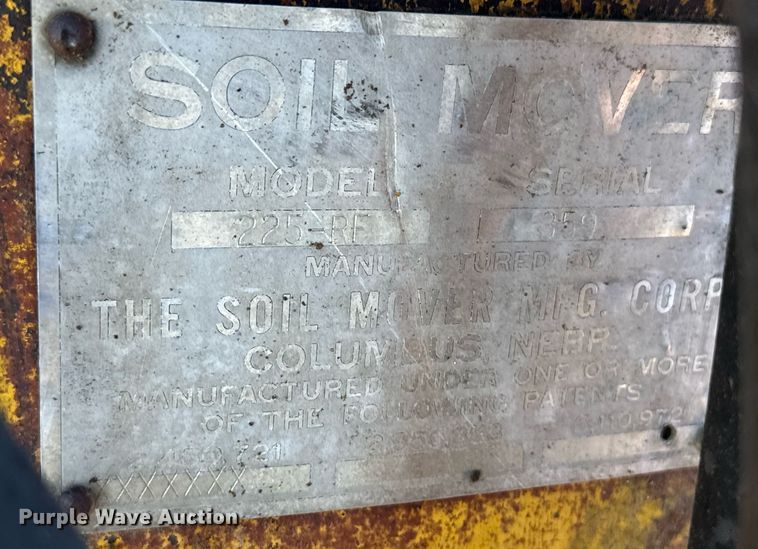 SOIL MOVER
MODEL SERIAL
225-RF 359
MANUFACTURED BY
THE SOIL MOVER MFG. CORP
COLUMBUS, NEBR.
MANUFACTURED UNDER ONE OR MORE
OF THE FOLLOWING PATENTS
XXXXXXX
Purple Wave Auction